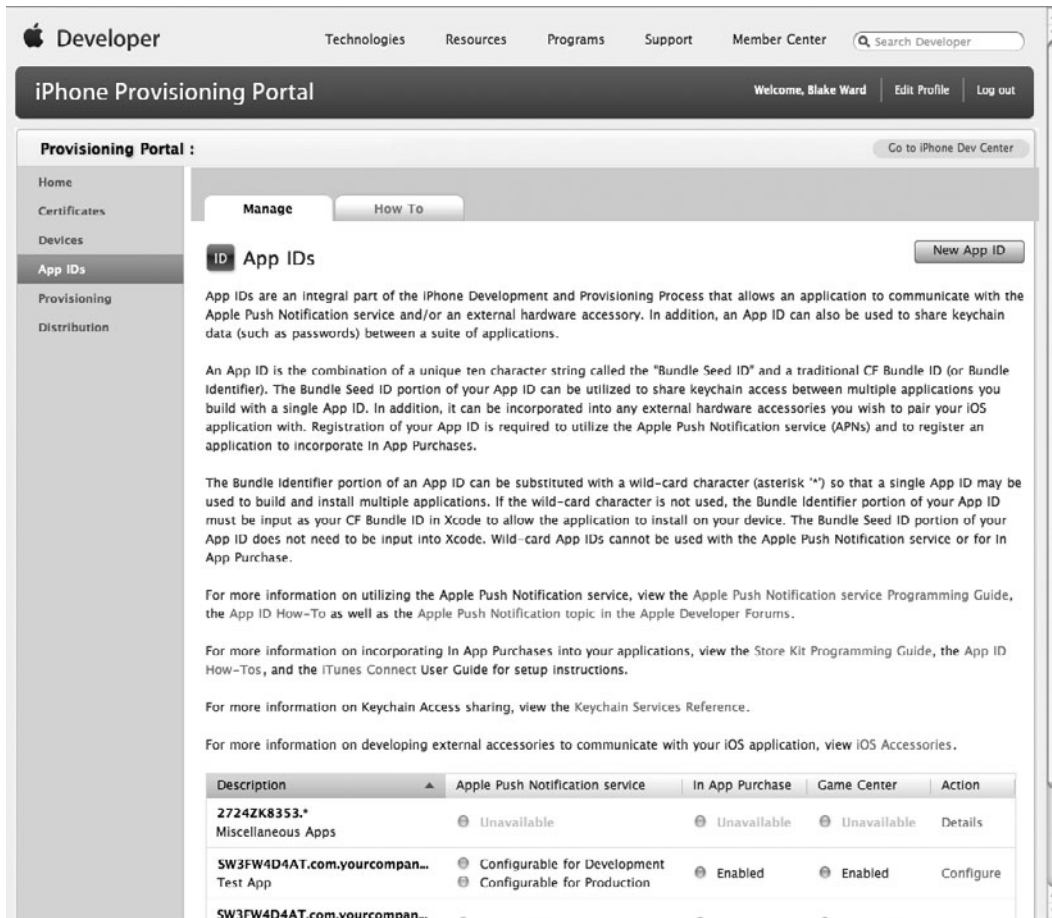 Developer
Technologies Resources Programs Support Member Center Search Developer
iPhone Provisioning Portal
Welcome, Blake Ward Edit Profile Log out
Provisioning Portal :
Go to iPhone Dev Center
Home
Certificates
Devices
App IDs
Provisioning
Distribution
Manage How To
ID App IDs
New App ID
App IDs are an integral part of the iPhone Development and Provisioning Process that allows an application to communicate with the
Apple Push Notification service and/or an external hardware accessory. In addition, an App ID can also be used to share keychain
data (such as passwords) between a suite of applications.
An App ID is the combination of a unique ten character string called the "Bundle Seed ID" and a traditional CF Bundle ID (or Bundle
Identifier). The Bundle Seed ID portion of your App ID can be utilized to share keychain access between multiple applications you
build with a single App ID. In addition, it can be incorporated into any external hardware accessories you wish to pair your iOS
application with. Registration of your App ID is required to utilize the Apple Push Notification service (APNs) and to register an
application to incorporate In App Purchases.
The Bundle Identifier portion of an App ID can be substituted with a wild-card character (asterisk '*') so that a single App ID may be
used to build and install multiple applications. If the wild-card character is not used, the Bundle Identifier portion of your App ID
must be input as your CF Bundle ID in Xcode to allow the application to install on your device. The Bundle Seed ID portion of your
App ID does not need to be input into Xcode. Wild-card App IDs cannot be used with the Apple Push Notification service or for In
App Purchase.
For more information on utilizing the Apple Push Notification service, view the Apple Push Notification service Programming Guide,
the App ID How-To as well as the Apple Push Notification topic in the Apple Developer Forums.
For more information on incorporating In App Purchases into your applications, view the Store Kit Programming Guide, the App ID
How-Tos, and the iTunes Connect User Guide for setup instructions.
For more information on Keychain Access sharing, view the Keychain Services Reference.
For more information on developing external accessories to communicate with your iOS application, view iOS Accessories.
Description Apple Push Notification service In App Purchase Game Center Action
2724ZK8353.*
Miscellaneous Apps
Unavailable Unavailable Unavailable Details
SW3FW4D4AT.com.yourcompan...
Test App
Configurable for Development
Configurable for Production
Enabled Enabled Configure
SW3FW4D4AT.com.yourcompan...